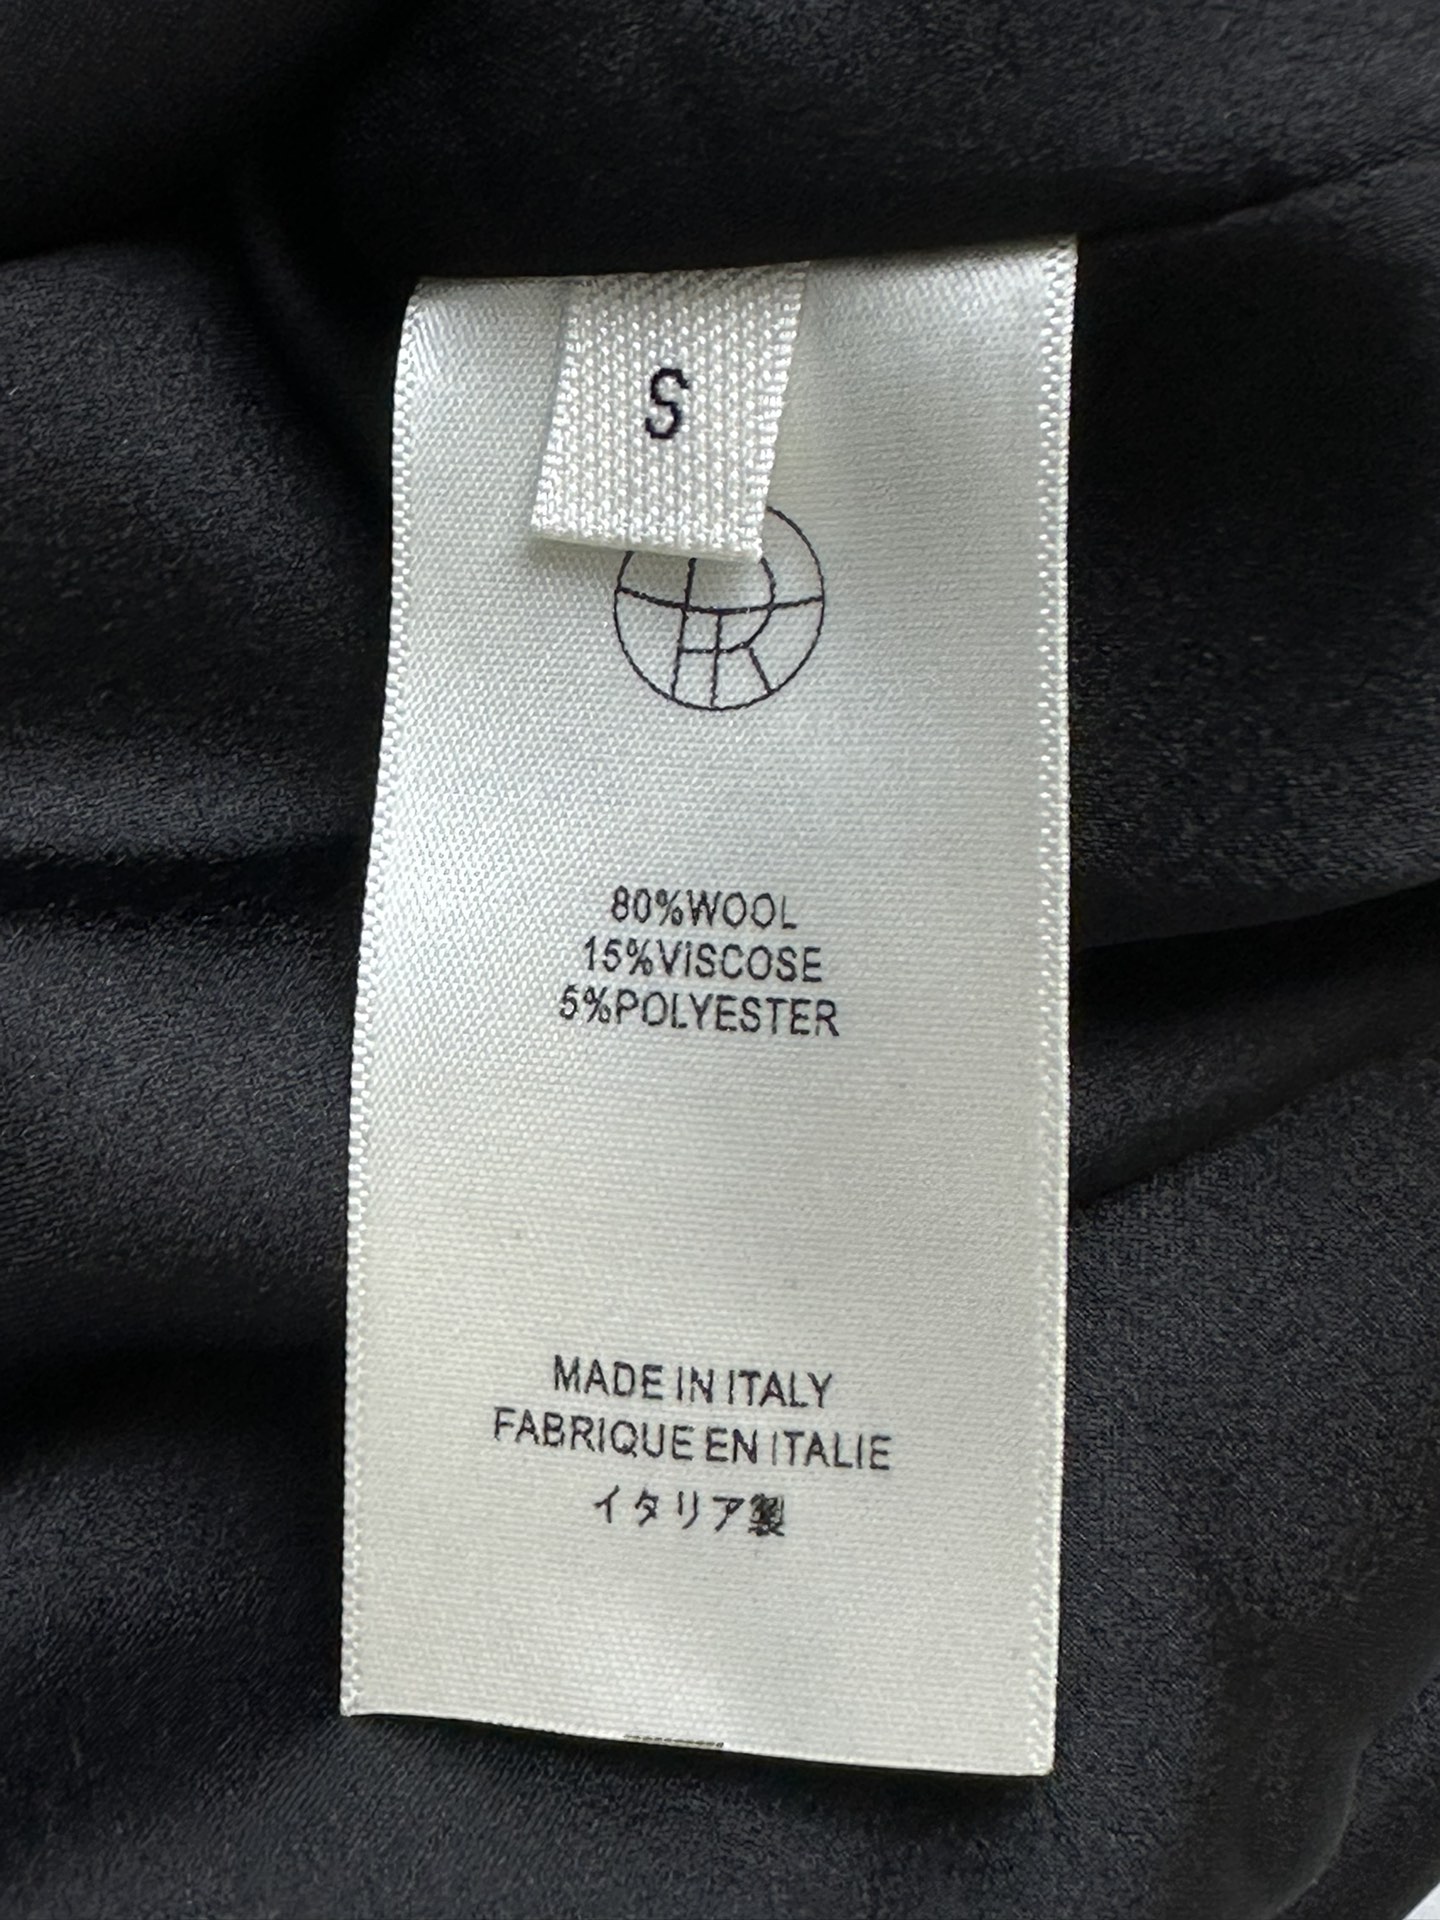 S
80%WOOL
15%VISCOSE
5%POLYESTER
MADE IN ITALY
FABRIQUE EN ITALIE
イタリア製